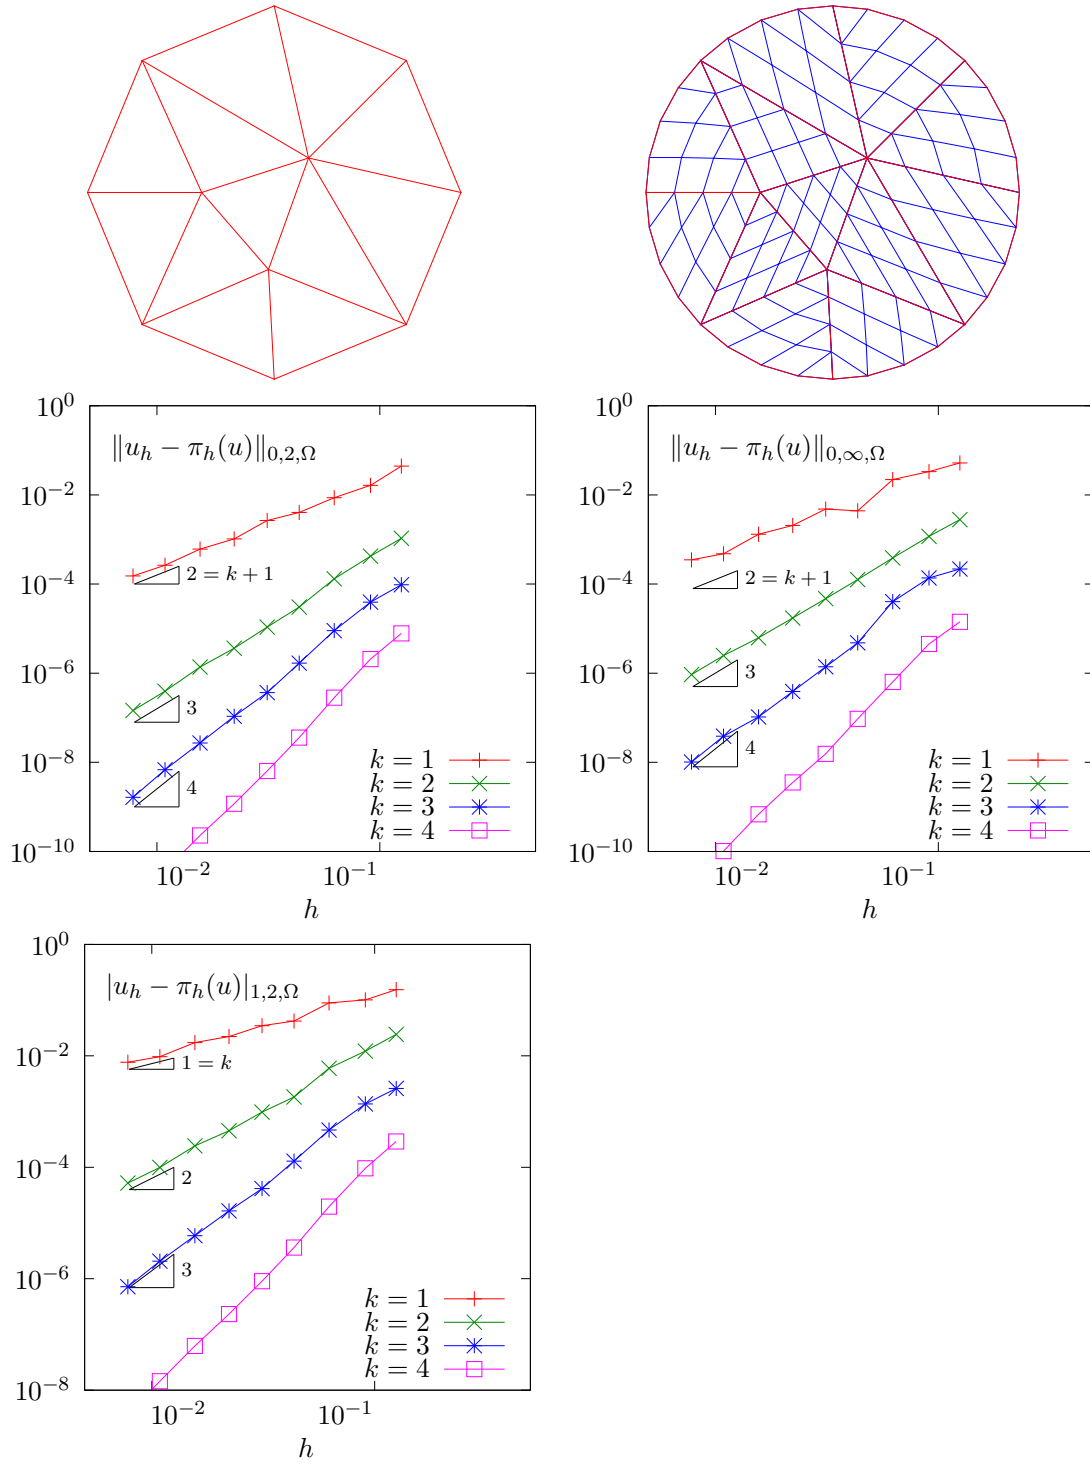 10^0
‖u_h − π_h(u)‖_{0,2,Ω}
10^{-2}
2 = k + 1
10^{-4}
10^{-6}
3
10^{-8}
4
k = 1
k = 2
k = 3
k = 4
10^{-10}
10^{-2}
10^{-1}
h
10^0
‖u_h − π_h(u)‖_{0,∞,Ω}
10^{-2}
2 = k + 1
10^{-4}
10^{-6}
3
10^{-8}
4
k = 1
k = 2
k = 3
k = 4
10^{-10}
10^{-2}
10^{-1}
h
10^0
|u_h − π_h(u)|_{1,2,Ω}
10^{-2}
1 = k
10^{-4}
2
10^{-6}
3
k = 1
k = 2
k = 3
k = 4
10^{-8}
10^{-2}
10^{-1}
h